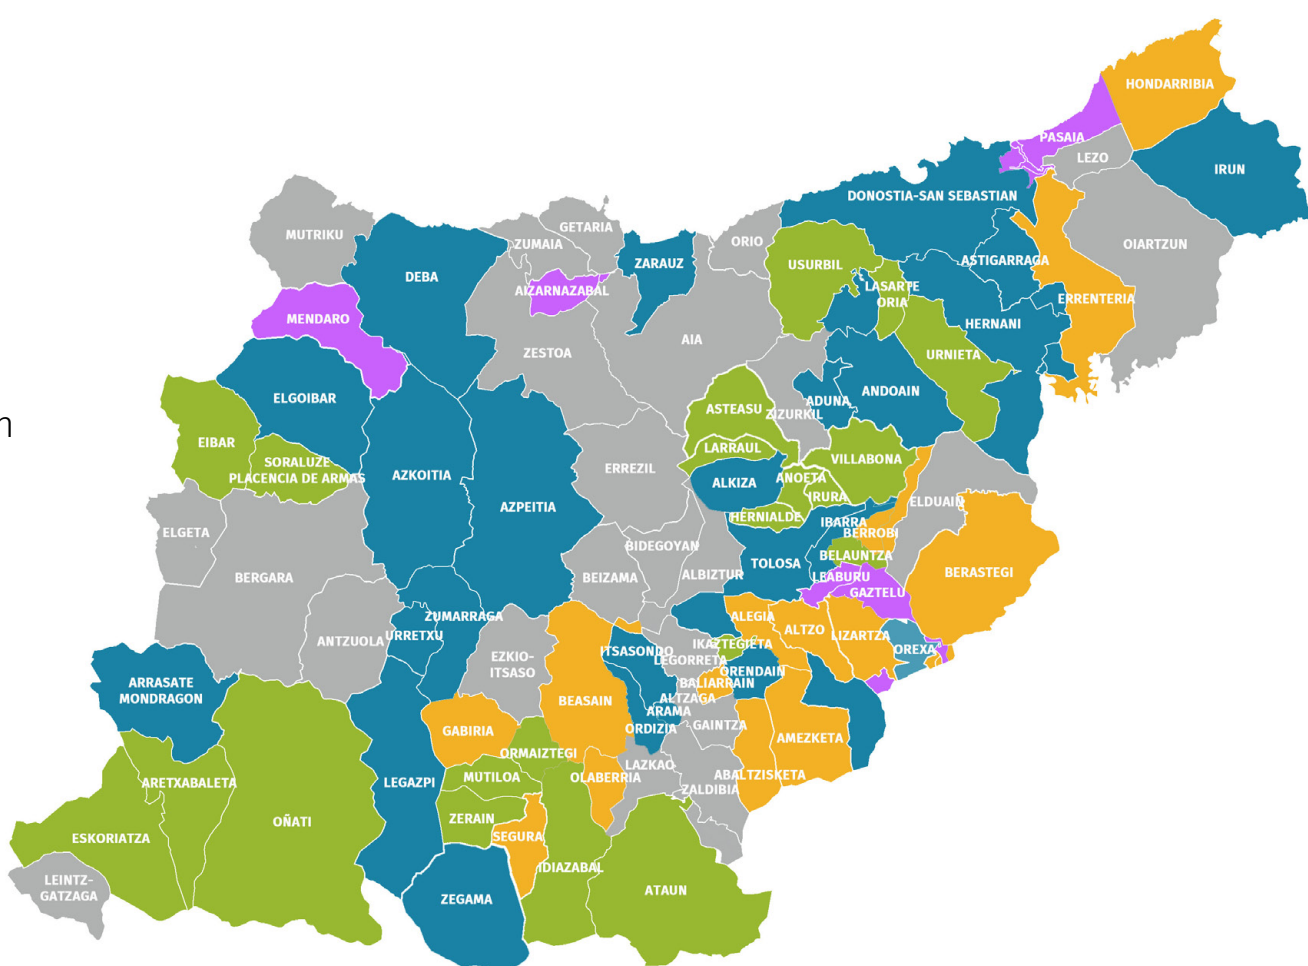 HONDARRIBIA
PASAIA
LEZO
IRUN
DONOSTIA-SAN SEBASTIAN
MUTRIKU
GETARIA
ZUMAIA
ORIO
OIARTZUN
DEBA
ZARAUZ
USURBIL
ASTIGARRAGA
AIZARNAZABAL
LASARTE
ORIA
ERRENTERIA
MENDARO
HERNANI
AIA
ZESTOA
URNIETA
ELGOIBAR
ADUNA
ANDOAIN
ASTEASU
ZIZURKIL
n
EIBAR
LARRAUL
SORALUZE
PLACENCIA DE ARMAS
VILLABONA
ERREZIL
AZKOITIA
ALKIZA
ANOETA
IRURA
ELDUAIN
AZPEITIA
HERNIALDE
IBARRA
BERROBI
ELGETA
BIDEGOYAN
BELAUNTZA
TOLOSA
BERASTEGI
BERGARA
BEIZAMA
ALBIZTUR
LEABURU
GAZTELU
ZUMARRAGA
ALEGIA
ALTZO
LIZARTZA
URRETXU
ANTZUOLA
IKAZTEGIETA
OREXA
ITSASONDO
LEGORRETA
EZKIO-
ITSASO
ORENDAIN
ARRASATE
MONDRAGON
BALIARRAIN
ALTZAGA
BEASAIN
ARAMA
GAINTZA
ORDIZIA
GABIRIA
AMEZKETA
ORMAIZTEGI
LAZKAO
MUTILOA
OLABERRIA
ABALTZISKETA
ARETXABALETA
LEGAZPI
ZALDIBIA
OÑATI
ZERAIN
SEGURA
ESKORIATZA
IDIAZABAL
LEINTZ-
GATZAGA
ATAUN
ZEGAMA